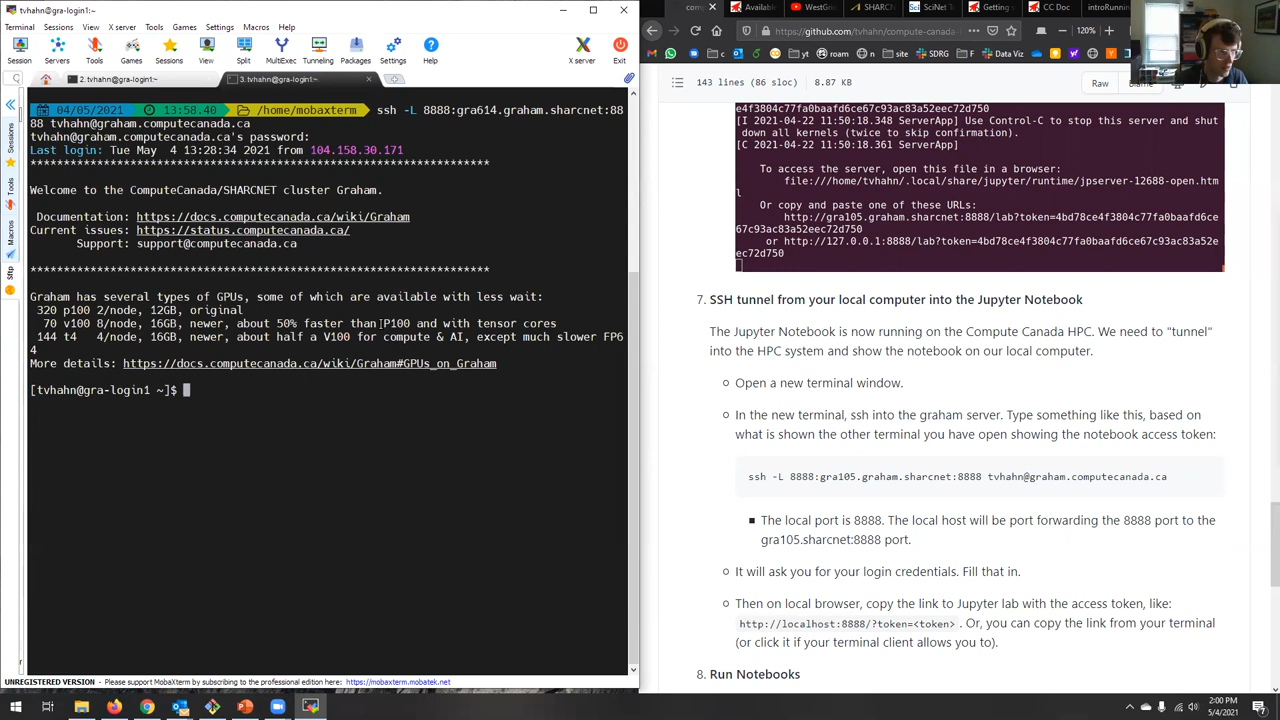 tvhahn@gra-login1:~
Terminal Sessions View X server Tools Games Settings Macros Help
Session Servers Tools Games Sessions View Split MultiExec Tunneling Packages Settings Help X server Exit
2. tvhahn@gra-login1:~
3. tvhahn@gra-login1:~
Sessions
Tools
Macros
Sftp
04/05/2021 13:58.40 /home/mobaxterm ssh -L 8888:gra614.graham.sharcnet:88
88 tvhahn@graham.computecanada.ca
tvhahn@graham.computecanada.ca's password:
Last login: Tue May  4 13:28:34 2021 from 104.158.30.171
***********************************************************************
Welcome to the ComputeCanada/SHARCNET cluster Graham.
Documentation: https://docs.computecanada.ca/wiki/Graham
Current issues: https://status.computecanada.ca/
Support: support@computecanada.ca
***********************************************************************
Graham has several types of GPUs, some of which are available with less wait:
320 p100 2/node, 12GB, original
70 v100 8/node, 16GB, newer, about 50% faster than P100 and with tensor cores
144 t4   4/node, 16GB, newer, about half a V100 for compute & AI, except much slower FP6
4
More details: https://docs.computecanada.ca/wiki/Graham#GPUs_on_Graham
[tvhahn@gra-login1 ~]$
UNREGISTERED VERSION - Please support MobaXterm by subscribing to the professional edition here: https://mobaxterm.mobatek.net
Available WestGri SHARCN SciNet Getting CC Doc introRunnin
https://github.com/tvhahn/compute-canada 120%
roam sn SDRG Data Viz
143 lines (86 sloc) 8.87 KB
Raw Blame
e4f3804c77fa0baafd6ce67c93ac83a52eec72d750
[I 2021-04-22 11:50:18.348 ServerApp] Use Control-C to stop this server and shut
down all kernels (twice to skip confirmation).
[C 2021-04-22 11:50:18.361 ServerApp]
To access the server, open this file in a browser:
file:///home/tvhahn/.local/share/jupyter/runtime/jpserver-12688-open.htm
l
Or copy and paste one of these URLs:
http://gra105.graham.sharcnet:8888/lab?token=4bd78ce4f3804c77fa0baafd6ce
67c93ac83a52eec72d750
or http://127.0.0.1:8888/lab?token=4bd78ce4f3804c77fa0baafd6ce67c93ac83a52e
ec72d750
7. SSH tunnel from your local computer into the Jupyter Notebook
The Jupyter Notebook is now running on the Compute Canada HPC. We need to "tunnel"
into the HPC system and show the notebook on our local computer.
Open a new terminal window.
In the new terminal, ssh into the graham server. Type something like this, based on
what is shown the other terminal you have open showing the notebook access token:
ssh -L 8888:gra105.graham.sharcnet:8888 tvhahn@graham.computecanada.ca
The local port is 8888. The local host will be port forwarding the 8888 port to the
gra105.sharcnet:8888 port.
It will ask you for your login credentials. Fill that in.
Then on local browser, copy the link to Jupyter lab with the access token, like:
http://localhost:8888/?token=<token> . Or, you can copy the link from your terminal
(or click it if your terminal client allows you to).
8. Run Notebooks
2:00 PM
5/4/2021